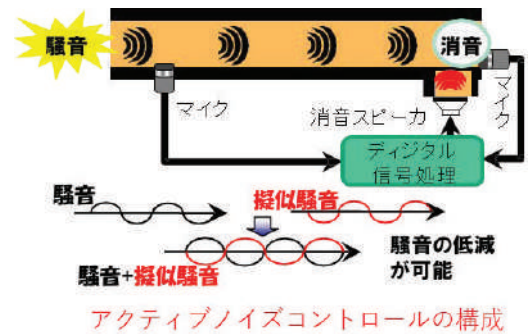 騒音
消音
マイク
消音スピーカ
マイク
ディジタル
信号処理
騒音
擬似騒音
騒音+擬似騒音
騒音の低減
が可能
アクティブノイズコントロールの構成